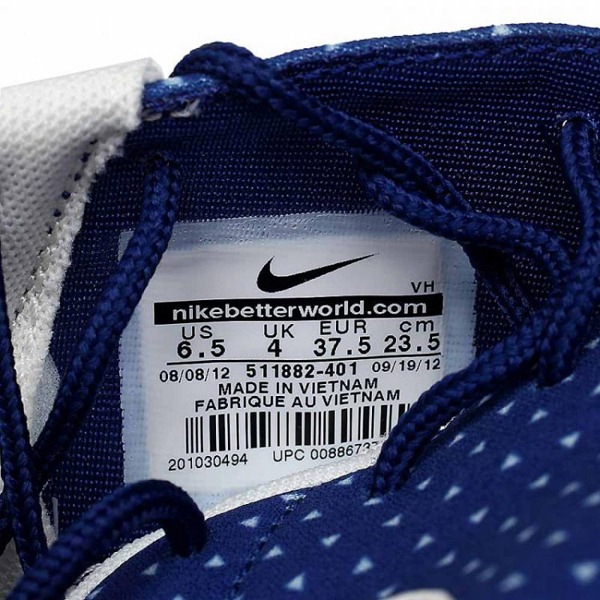 VH
nikebetterworld.com
US UK EUR cm
6.5 4 37.5 23.5
08/08/12 511882-401 09/19/12
MADE IN VIETNAM
FABRIQUE AU VIETNAM
201030494 UPC